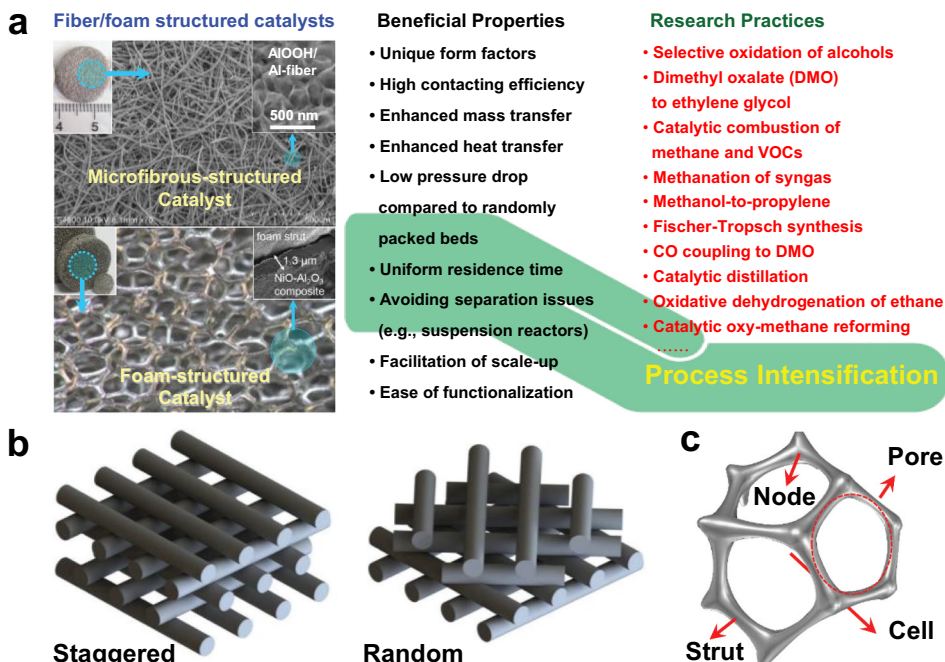 a
Fiber/foam structured catalysts
AlOOH/
Al-fiber
500 nm
4 5
Microfibrous-structured
Catalyst
foam strut
1.3 μm
NiO-Al2O3
composite
Foam-structured
Catalyst
Beneficial Properties
• Unique form factors
• High contacting efficiency
• Enhanced mass transfer
• Enhanced heat transfer
• Low pressure drop
compared to randomly
packed beds
• Uniform residence time
• Avoiding separation issues
(e.g., suspension reactors)
• Facilitation of scale-up
• Ease of functionalization
Research Practices
• Selective oxidation of alcohols
• Dimethyl oxalate (DMO)
to ethylene glycol
• Catalytic combustion of
methane and VOCs
• Methanation of syngas
• Methanol-to-propylene
• Fischer-Tropsch synthesis
• CO coupling to DMO
• Catalytic distillation
• Oxidative dehydrogenation of ethane
• Catalytic oxy-methane reforming
......
Process Intensification
b
Staggered
Random
c
Node
Pore
Strut
Cell